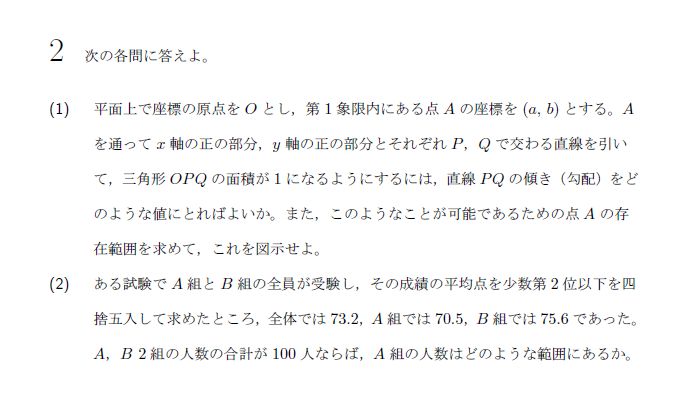 2 次の各問に答えよ。
(1) 平面上で座標の原点を O とし，第 1 象限内にある点 A の座標を (a, b) とする。A
を通って x 軸の正の部分，y 軸の正の部分とそれぞれ P，Q で交わる直線を引い
て，三角形 OPQ の面積が 1 になるようにするには，直線 PQ の傾き（勾配）をど
のような値にとればよいか。また，このようなことが可能であるための点 A の存
在範囲を求めて，これを図示せよ。
(2) ある試験で A 組と B 組の全員が受験し，その成績の平均点を少数第 2 位以下を四
捨五入して求めたところ，全体では 73.2，A 組では 70.5，B 組では 75.6 であった。
A，B 2 組の人数の合計が 100 人ならば，A 組の人数はどのような範囲にあるか。